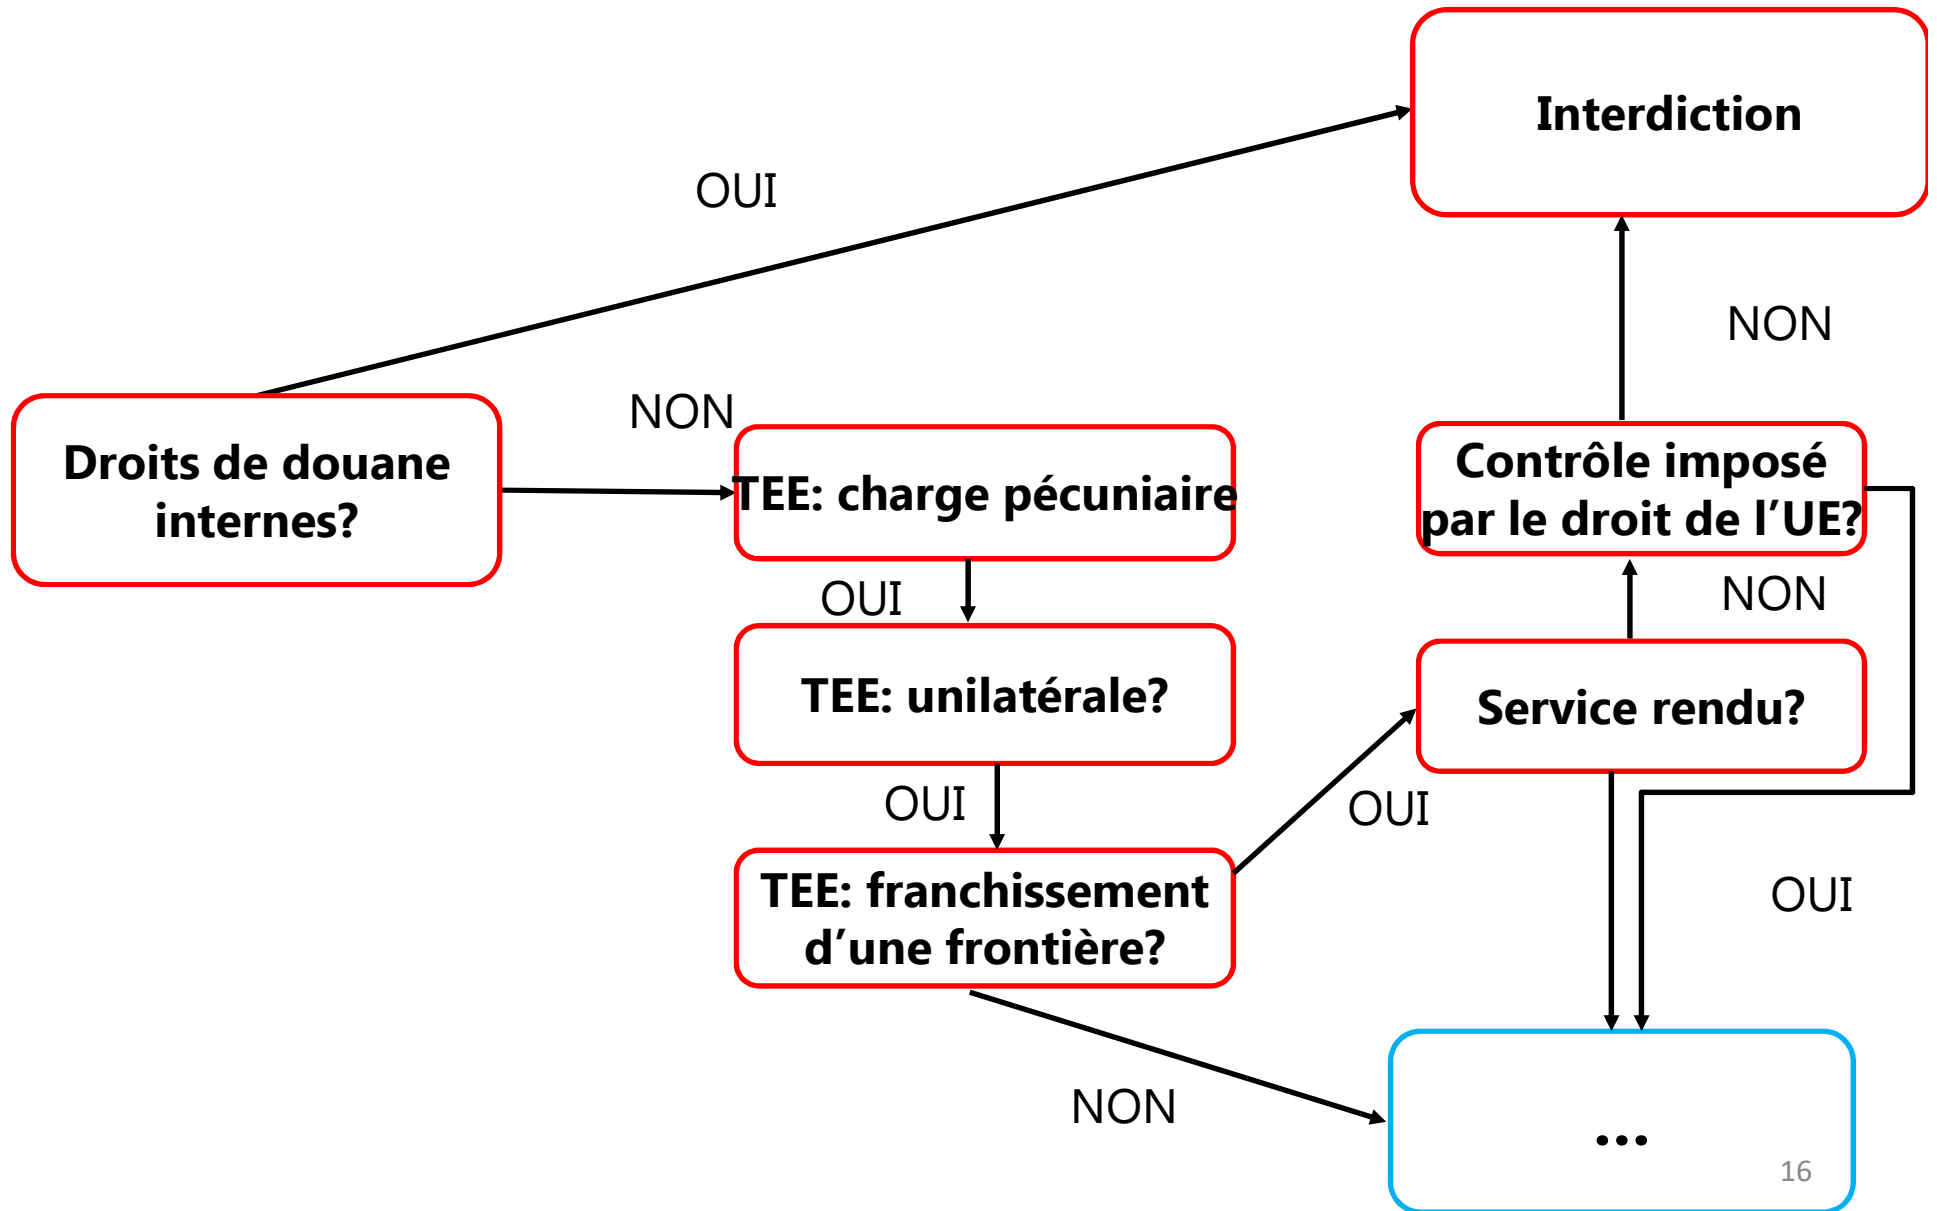 Interdiction
OUI
NON
Droits de douane
internes?
NON
TEE: charge pécuniaire
Contrôle imposé
par le droit de l’UE?
OUI
NON
TEE: unilatérale?
Service rendu?
OUI
OUI
TEE: franchissement
d’une frontière?
OUI
NON
...
16